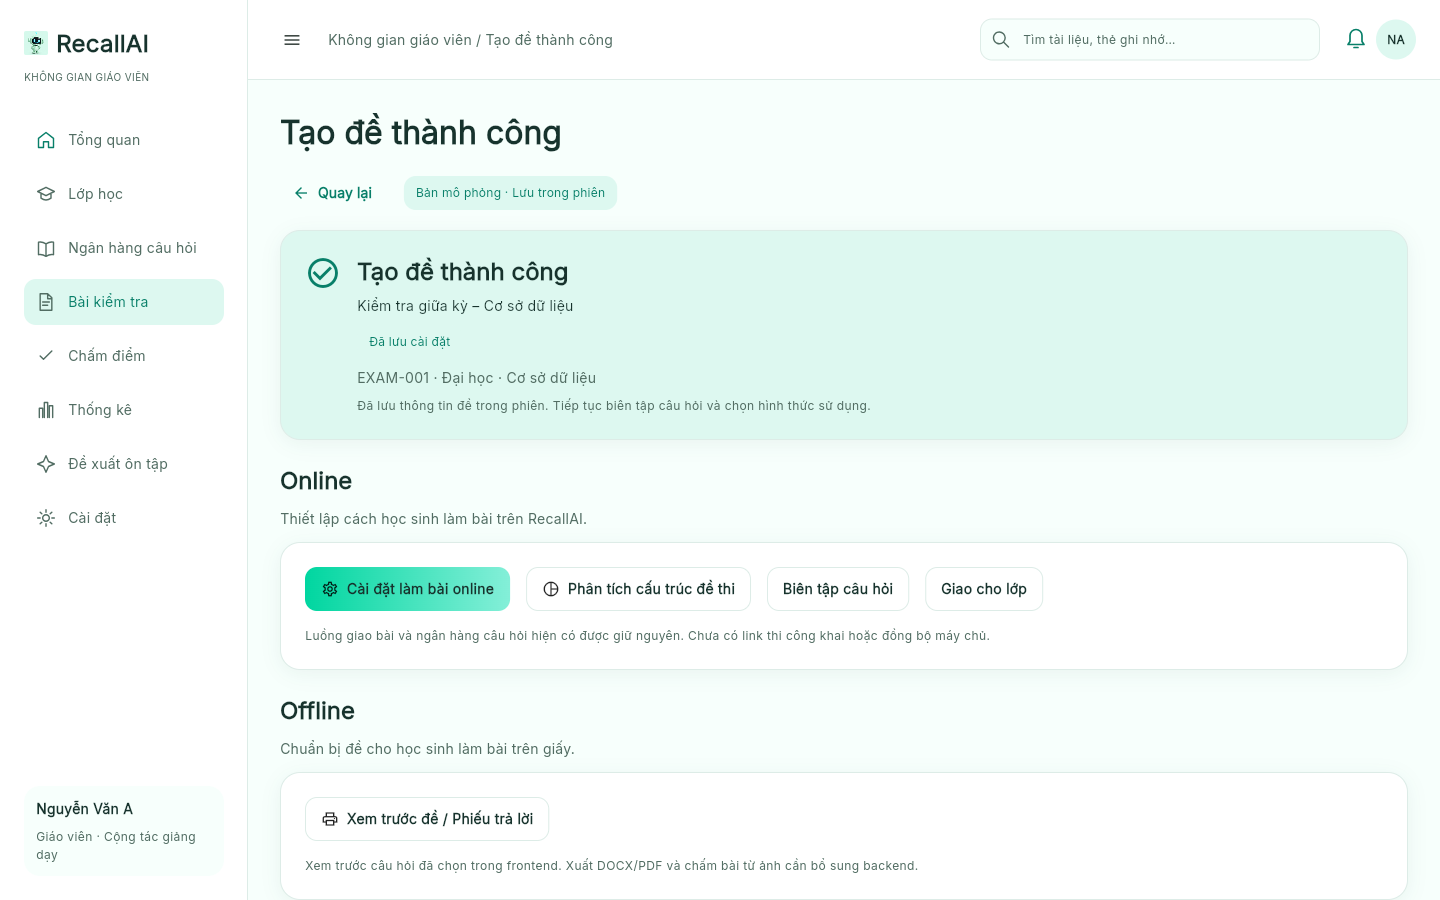 RecallAI
KHÔNG GIAN GIÁO VIÊN
Tổng quan
Lớp học
Ngân hàng câu hỏi
Bài kiểm tra
Chấm điểm
Thống kê
Đề xuất ôn tập
Cài đặt
Nguyễn Văn A
Giáo viên · Cộng tác giảng
dạy
Không gian giáo viên / Tạo đề thành công
Tìm tài liệu, thẻ ghi nhớ...
NA
Tạo đề thành công
Quay lại
Bản mô phỏng · Lưu trong phiên
Tạo đề thành công
Kiểm tra giữa kỳ – Cơ sở dữ liệu
Đã lưu cài đặt
EXAM-001 · Đại học · Cơ sở dữ liệu
Đã lưu thông tin đề trong phiên. Tiếp tục biên tập câu hỏi và chọn hình thức sử dụng.
Online
Thiết lập cách học sinh làm bài trên RecallAI.
Cài đặt làm bài online
Phân tích cấu trúc đề thi
Biên tập câu hỏi
Giao cho lớp
Luồng giao bài và ngân hàng câu hỏi hiện có được giữ nguyên. Chưa có link thi công khai hoặc đồng bộ máy chủ.
Offline
Chuẩn bị đề cho học sinh làm bài trên giấy.
Xem trước đề / Phiếu trả lời
Xem trước câu hỏi đã chọn trong frontend. Xuất DOCX/PDF và chấm bài từ ảnh cần bổ sung backend.